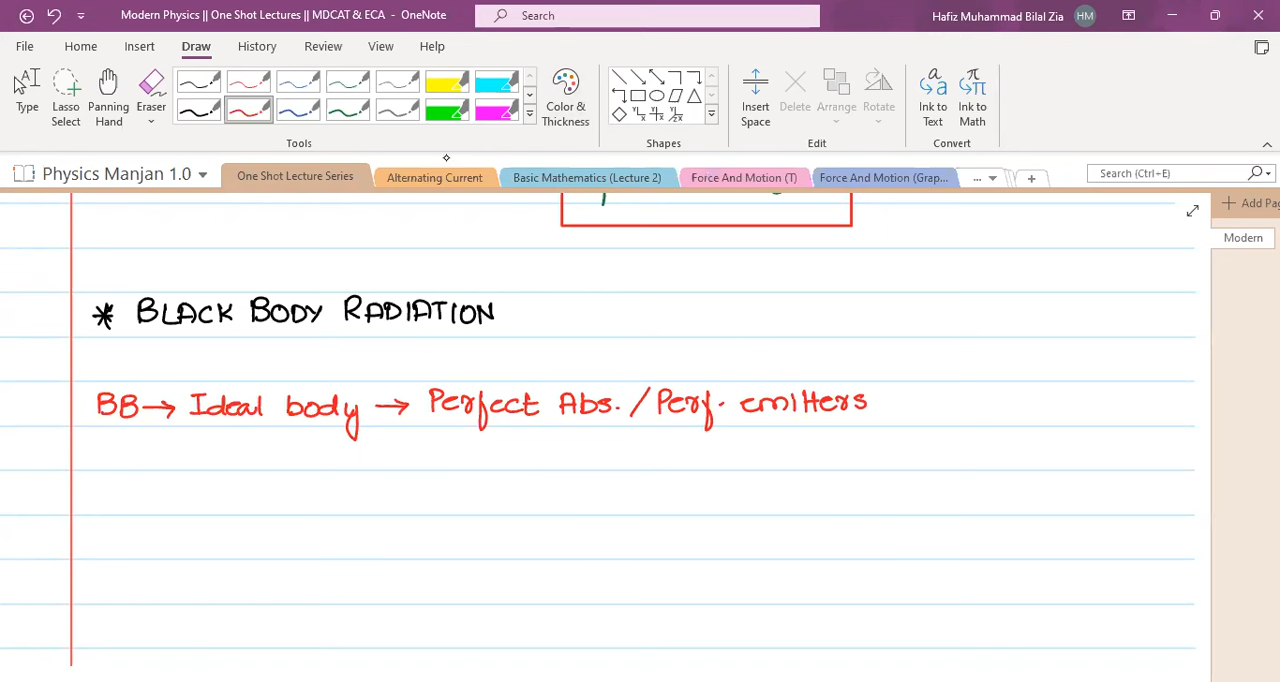 Modern Physics || One Shot Lectures || MDCAT & ECA - OneNote
Search
Hafiz Muhammad Bilal Zia HM
File Home Insert Draw History Review View Help
Type Lasso Select Panning Hand Eraser Color & Thickness Insert Space Delete Arrange Rotate Ink to Text Ink to Math
Tools Shapes Edit Convert
Physics Manjan 1.0 One Shot Lecture Series Alternating Current Basic Mathematics (Lecture 2) Force And Motion (T) Force And Motion (Grap... ... + Search (Ctrl+E)
+ Add Pag
Modern
* BLACK BODY RADIATION
BB → Ideal body → Perfect Abs. / Perf. emitters